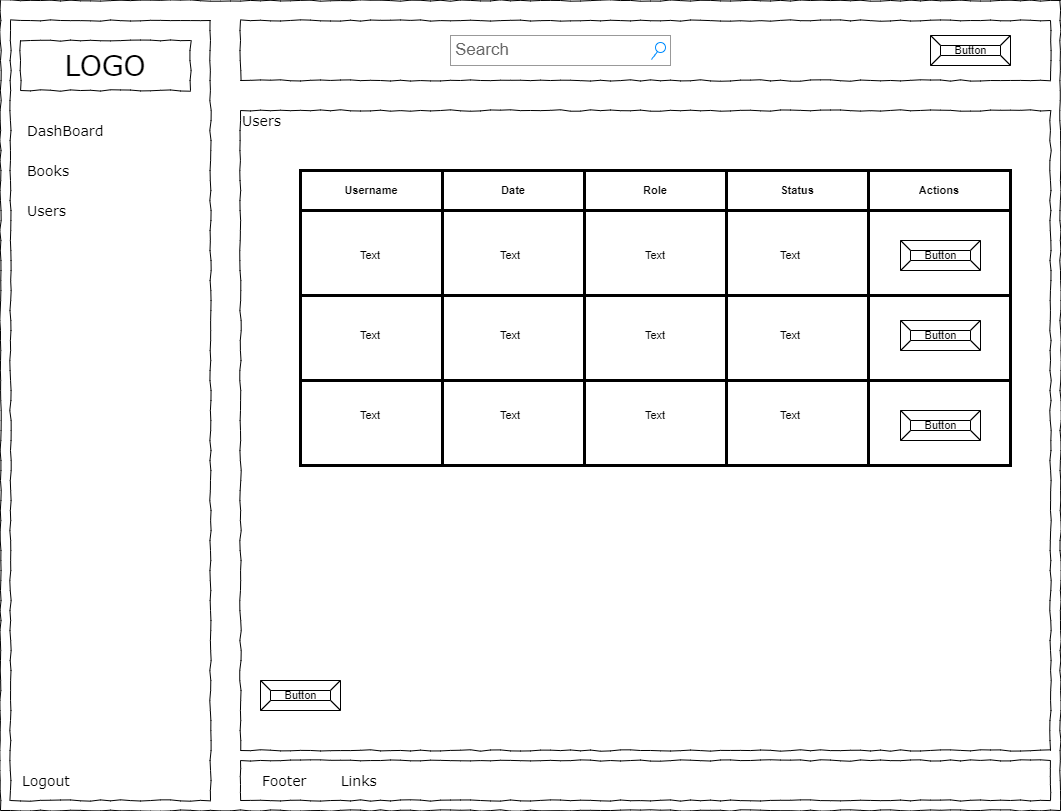 LOGO
DashBoard
Books
Users
Logout
Search
Button
Users
Username Date Role Status Actions
Text Text Text Text Button
Text Text Text Text Button
Text Text Text Text Button
Button
Footer Links